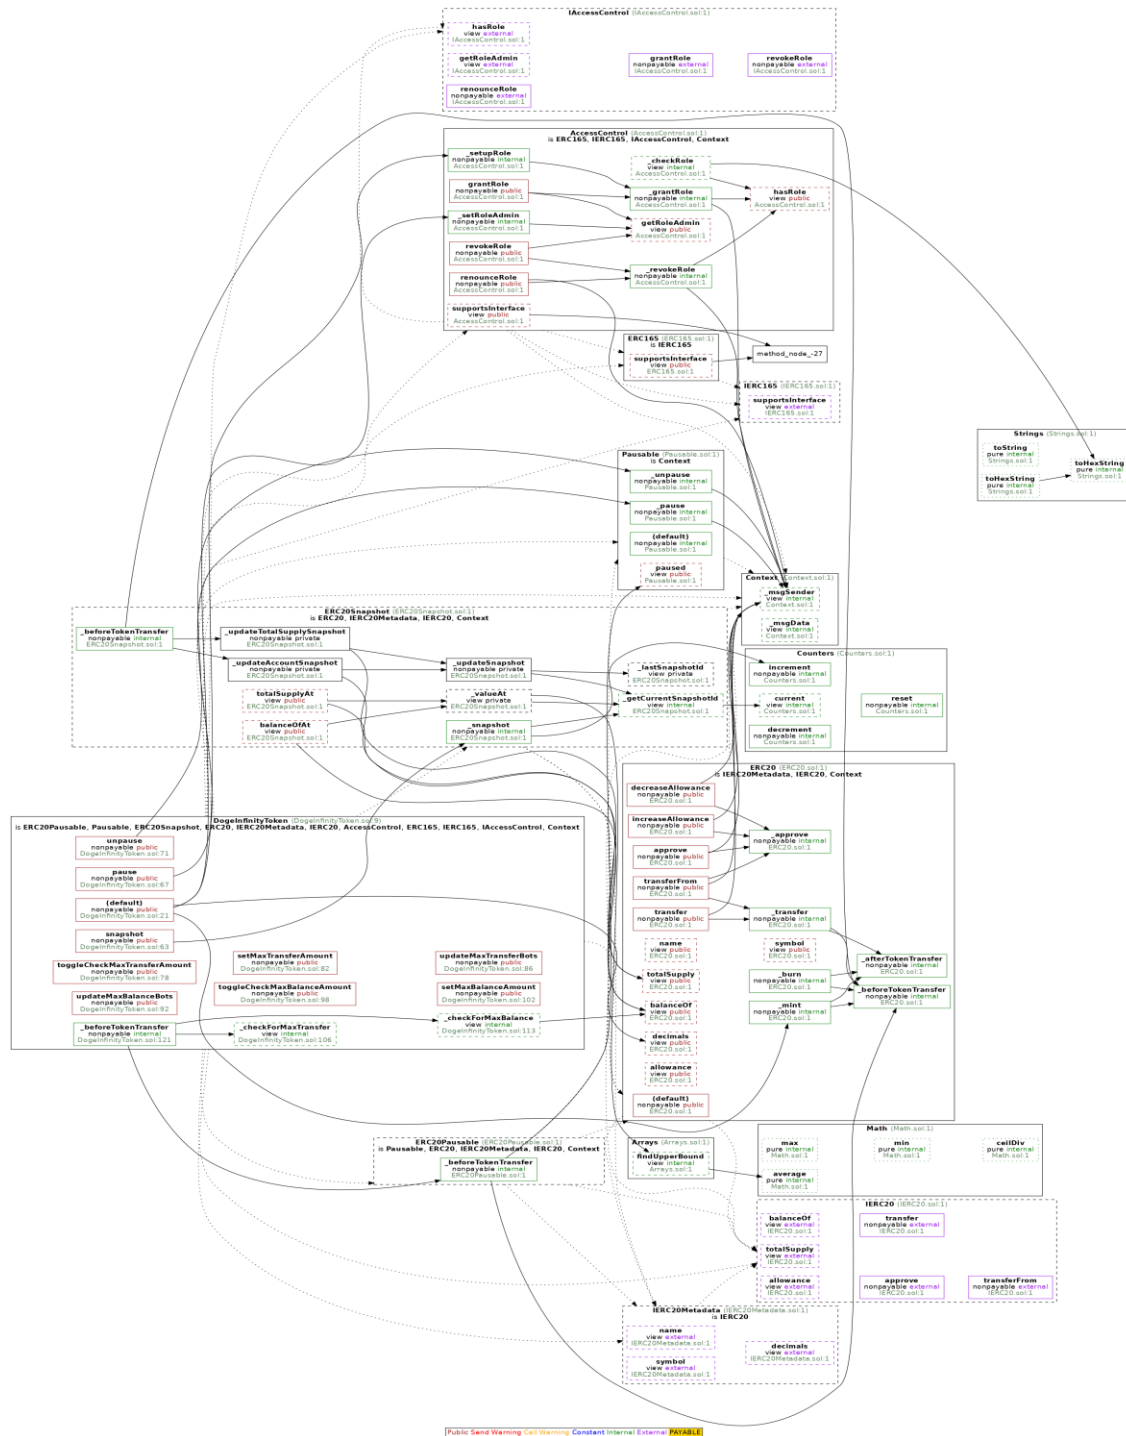 IAccessControl (IAccessControl.sol:1)
hasRole
view external
IAccessControl.sol:1
getRoleAdmin
view external
IAccessControl.sol:1
grantRole
nonpayable external
IAccessControl.sol:1
revokeRole
nonpayable external
IAccessControl.sol:1
renounceRole
nonpayable external
IAccessControl.sol:1
AccessControl (AccessControl.sol:1)
is ERC165, IERC165, IAccessControl, Context
_setupRole
nonpayable internal
AccessControl.sol:1
_checkRole
view internal
AccessControl.sol:1
grantRole
nonpayable public
AccessControl.sol:1
_grantRole
nonpayable internal
AccessControl.sol:1
hasRole
view public
AccessControl.sol:1
_setRoleAdmin
nonpayable internal
AccessControl.sol:1
getRoleAdmin
view public
AccessControl.sol:1
revokeRole
nonpayable public
AccessControl.sol:1
_revokeRole
nonpayable internal
AccessControl.sol:1
renounceRole
nonpayable public
AccessControl.sol:1
supportsInterface
view public
AccessControl.sol:1
ERC165 (ERC165.sol:1)
is IERC165
supportsInterface
view public
ERC165.sol:1
method_node_-27
IERC165 (IERC165.sol:1)
supportsInterface
view external
IERC165.sol:1
Strings (Strings.sol:1)
toString
pure internal
Strings.sol:1
toHexString
pure internal
Strings.sol:1
toHexString
pure internal
Strings.sol:1
Pausable (Pausable.sol:1)
is Context
_unpause
nonpayable internal
Pausable.sol:1
_pause
nonpayable internal
Pausable.sol:1
(default)
nonpayable internal
Pausable.sol:1
paused
view public
Pausable.sol:1
Context (Context.sol:1)
_msgSender
view internal
Context.sol:1
_msgData
view internal
Context.sol:1
ERC20Snapshot (ERC20Snapshot.sol:1)
is ERC20, IERC20Metadata, IERC20, Context
_beforeTokenTransfer
nonpayable internal
ERC20Snapshot.sol:1
_updateTotalSupplySnapshot
nonpayable private
ERC20Snapshot.sol:1
_updateAccountSnapshot
nonpayable private
ERC20Snapshot.sol:1
_updateSnapshot
nonpayable private
ERC20Snapshot.sol:1
_lastSnapshotId
view private
ERC20Snapshot.sol:1
totalSupplyAt
view public
ERC20Snapshot.sol:1
_valueAt
view private
ERC20Snapshot.sol:1
_getCurrentSnapshotId
view internal
ERC20Snapshot.sol:1
balanceOfAt
view public
ERC20Snapshot.sol:1
_snapshot
nonpayable internal
ERC20Snapshot.sol:1
Counters (Counters.sol:1)
increment
nonpayable internal
Counters.sol:1
current
view internal
Counters.sol:1
reset
nonpayable internal
Counters.sol:1
decrement
nonpayable internal
Counters.sol:1
DogeInfinityToken (DogeInfinityToken.sol:9)
is ERC20Pausable, Pausable, ERC20Snapshot, ERC20, IERC20Metadata, IERC20, AccessControl, ERC165, IERC165, IAccessControl, Context
unpause
nonpayable public
DogeInfinityToken.sol:71
pause
nonpayable public
DogeInfinityToken.sol:67
(default)
nonpayable public
DogeInfinityToken.sol:21
snapshot
nonpayable public
DogeInfinityToken.sol:63
toggleCheckMaxTransferAmount
nonpayable public
DogeInfinityToken.sol:78
setMaxTransferAmount
nonpayable public
DogeInfinityToken.sol:82
updateMaxTransferBots
nonpayable public
DogeInfinityToken.sol:86
updateMaxBalanceBots
nonpayable public
DogeInfinityToken.sol:92
toggleCheckMaxBalanceAmount
nonpayable public
DogeInfinityToken.sol:98
setMaxBalanceAmount
nonpayable public
DogeInfinityToken.sol:102
_beforeTokenTransfer
nonpayable internal
DogeInfinityToken.sol:121
_checkForMaxTransfer
view internal
DogeInfinityToken.sol:106
_checkForMaxBalance
view internal
DogeInfinityToken.sol:113
ERC20 (ERC20.sol:1)
is IERC20Metadata, IERC20, Context
decreaseAllowance
nonpayable public
ERC20.sol:1
increaseAllowance
nonpayable public
ERC20.sol:1
_approve
nonpayable internal
ERC20.sol:1
approve
nonpayable public
ERC20.sol:1
transferFrom
nonpayable public
ERC20.sol:1
transfer
nonpayable public
ERC20.sol:1
_transfer
nonpayable internal
ERC20.sol:1
name
view public
ERC20.sol:1
symbol
view public
ERC20.sol:1
_afterTokenTransfer
nonpayable internal
ERC20.sol:1
totalSupply
view public
ERC20.sol:1
_burn
nonpayable internal
ERC20.sol:1
_beforeTokenTransfer
nonpayable internal
ERC20.sol:1
balanceOf
view public
ERC20.sol:1
_mint
nonpayable internal
ERC20.sol:1
decimals
view public
ERC20.sol:1
allowance
view public
ERC20.sol:1
(default)
nonpayable public
ERC20.sol:1
ERC20Pausable (ERC20Pausable.sol:1)
is Pausable, ERC20, IERC20Metadata, IERC20, Context
_beforeTokenTransfer
nonpayable internal
ERC20Pausable.sol:1
Arrays (Arrays.sol:1)
findUpperBound
view internal
Arrays.sol:1
Math (Math.sol:1)
max
pure internal
Math.sol:1
min
pure internal
Math.sol:1
ceilDiv
pure internal
Math.sol:1
average
pure internal
Math.sol:1
IERC20 (IERC20.sol:1)
balanceOf
view external
IERC20.sol:1
transfer
nonpayable external
IERC20.sol:1
totalSupply
view external
IERC20.sol:1
allowance
view external
IERC20.sol:1
approve
nonpayable external
IERC20.sol:1
transferFrom
nonpayable external
IERC20.sol:1
IERC20Metadata (IERC20Metadata.sol:1)
is IERC20
name
view external
IERC20Metadata.sol:1
decimals
view external
IERC20Metadata.sol:1
symbol
view external
IERC20Metadata.sol:1
Public Send Warning Call Warning Constant Internal External PAYABLE